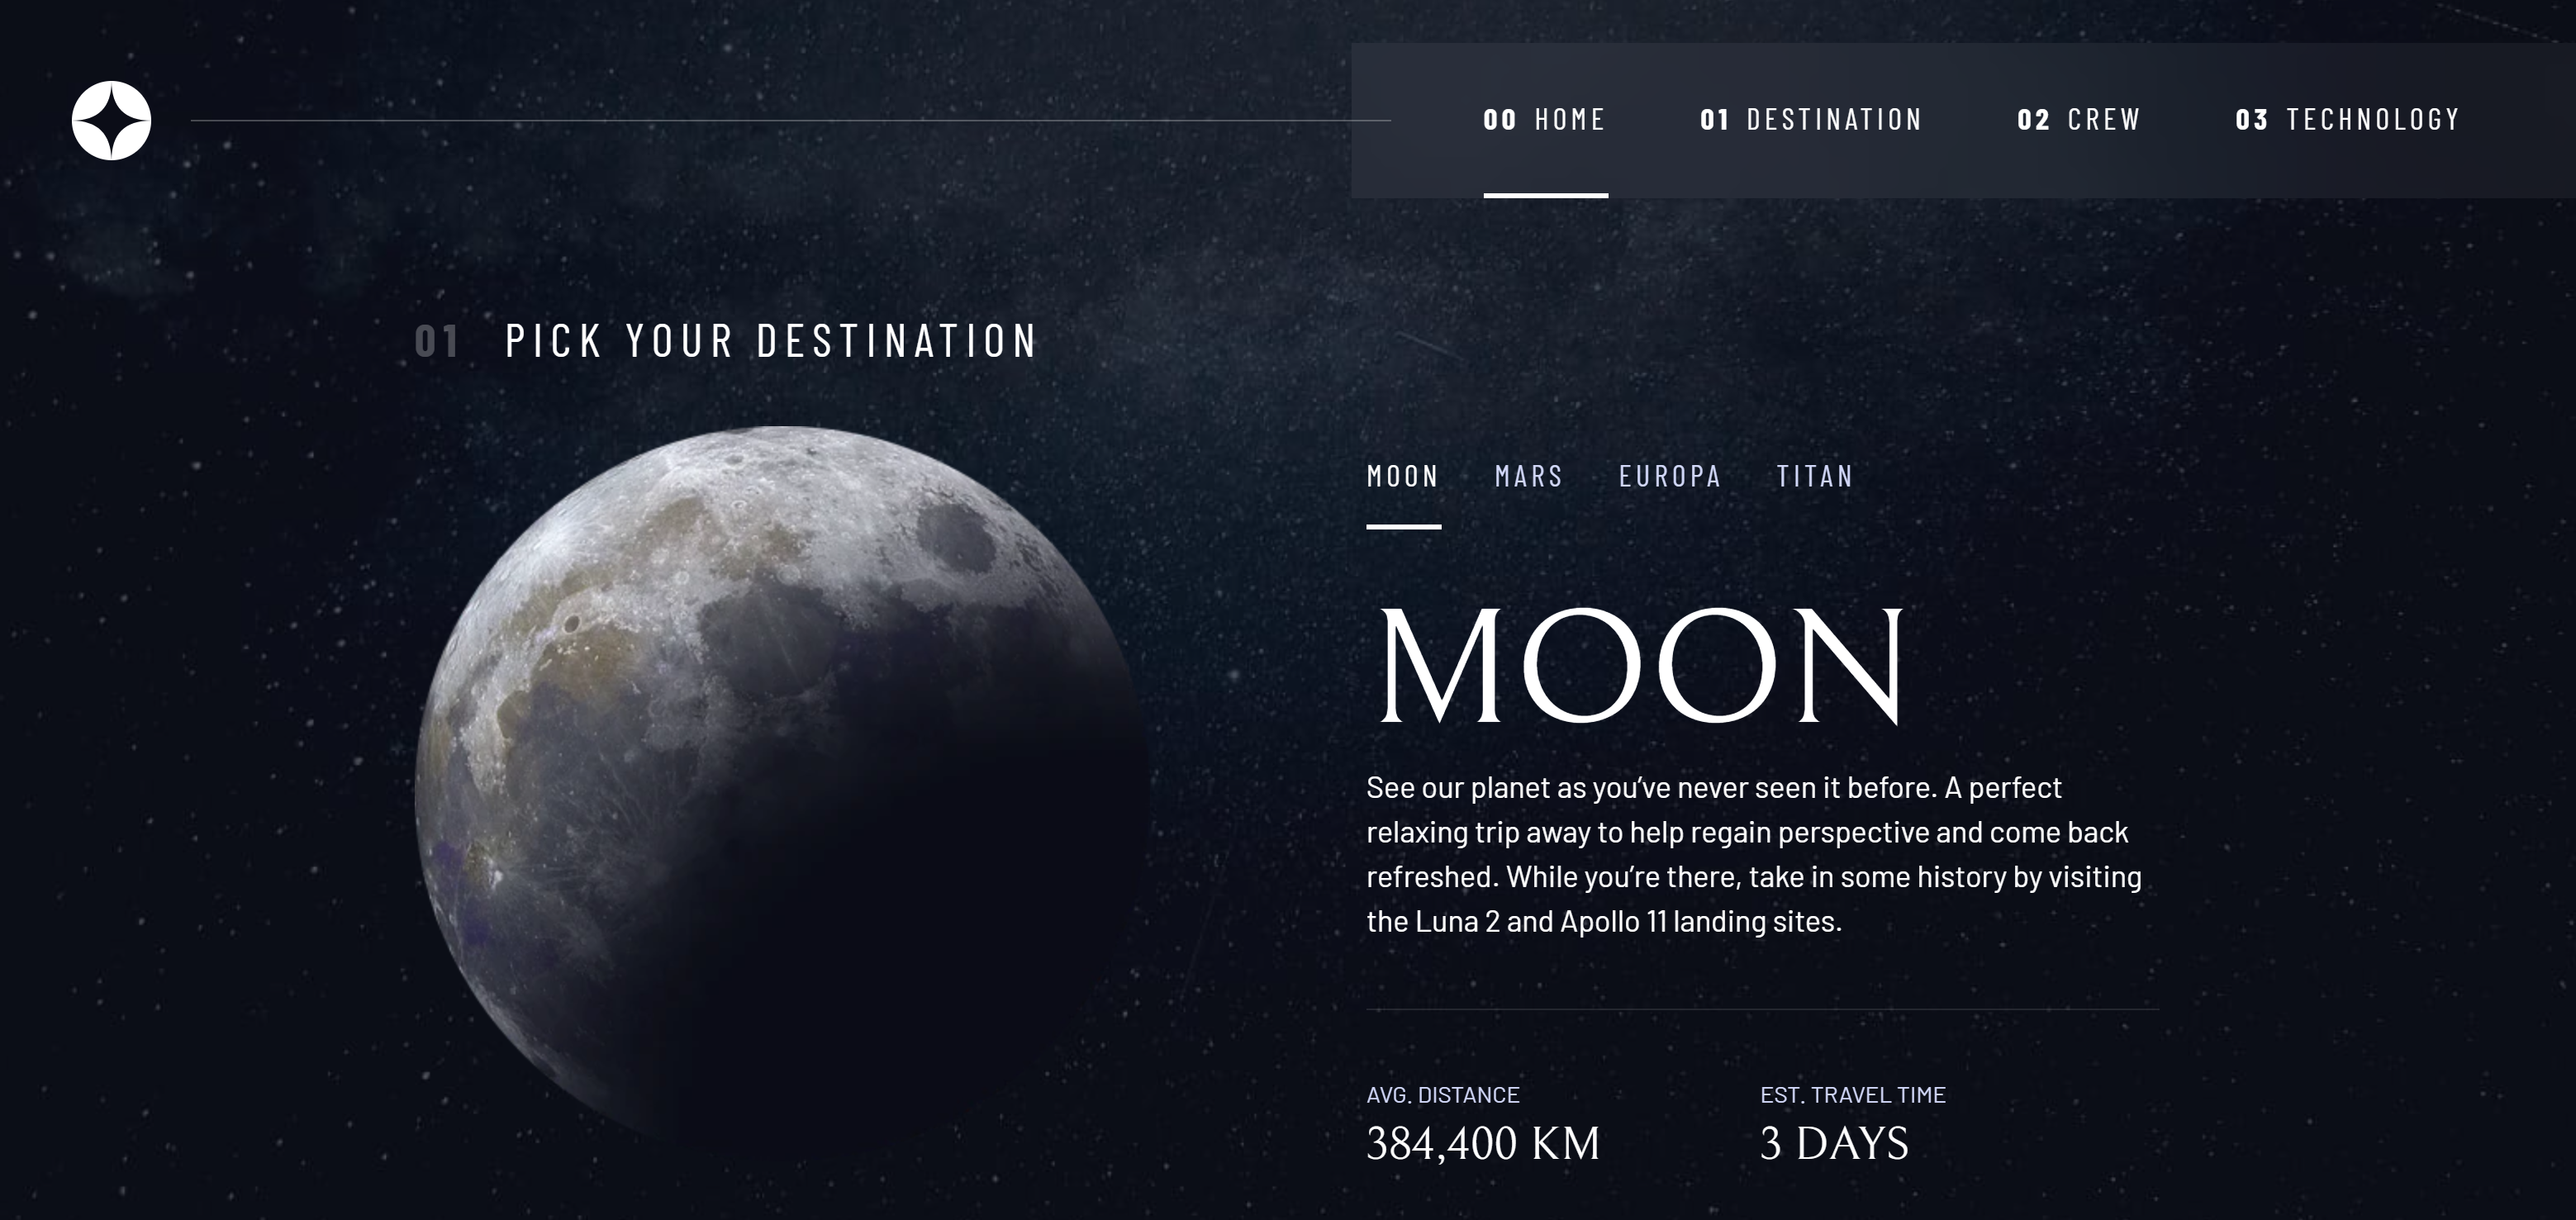 00 HOME
01 DESTINATION
02 CREW
03 TECHNOLOGY
01 PICK YOUR DESTINATION
MOON
MARS
EUROPA
TITAN
MOON
See our planet as you’ve never seen it before. A perfect
relaxing trip away to help regain perspective and come back
refreshed. While you’re there, take in some history by visiting
the Luna 2 and Apollo 11 landing sites.
AVG. DISTANCE
384,400 KM
EST. TRAVEL TIME
3 DAYS